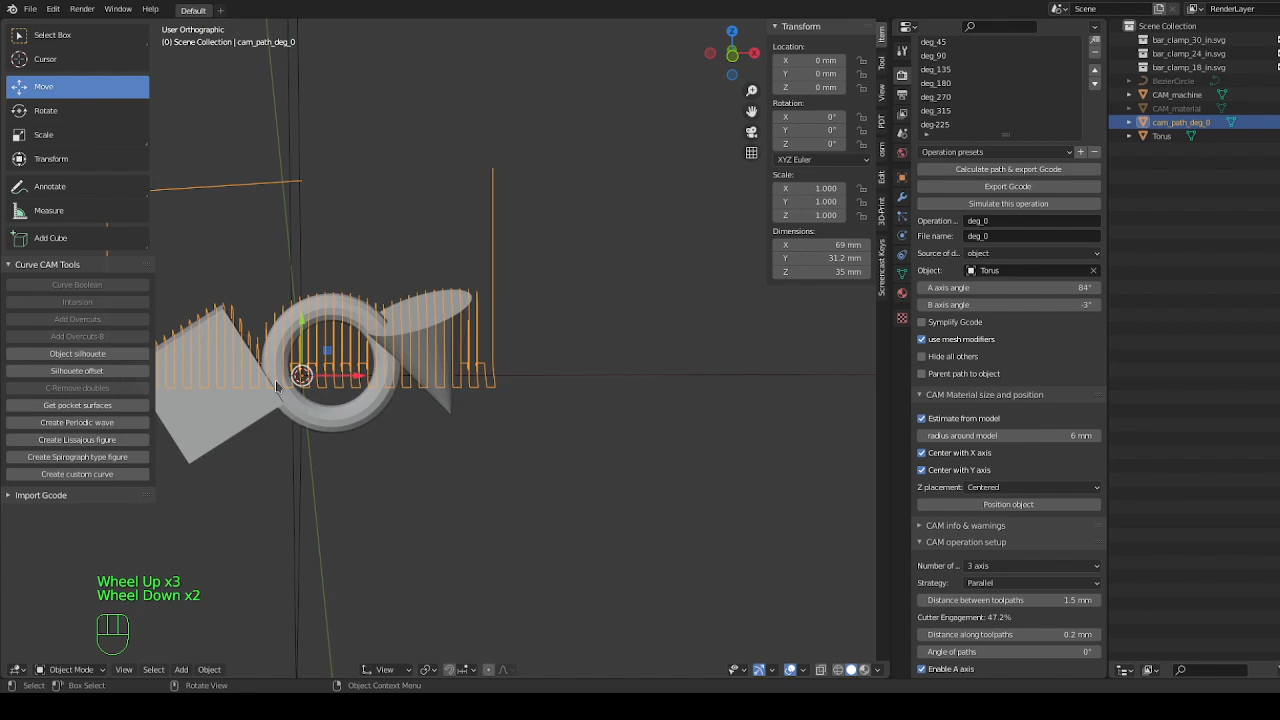 File Edit Render Window Help
Default +
Scene
RenderLayer
Select Box
Cursor
Move
Rotate
Scale
Transform
Annotate
Measure
Add Cube
Curve CAM Tools
Curve Boolean
Intarsion
Add Overcuts
Add Overcuts-B
Object silhouete
Silhouete offset
C-Remove doubles
Get pocket surfaces
Create Periodic wave
Create Lissajous figure
Create Spirograph type figure
Create custom curve
Import Gcode
User Orthographic
(0) Scene Collection | cam_path_deg_0
Wheel Up x3
Wheel Down x2
Z
X
Transform
Location:
X 0 mm
Y 0 mm
Z 0 mm
Rotation:
X 0°
Y 0°
Z 0°
XYZ Euler
Scale:
X 1.000
Y 1.000
Z 1.000
Dimensions:
X 69 mm
Y 31.2 mm
Z 35 mm
Item
Tool
View
PDT
osm
Edit
3D-Print
Screencast Keys
deg_45
deg_90
deg_135
deg_180
deg_270
deg_315
deg-225
Operation presets
Calculate path & export Gcode
Export Gcode
Simulate this operation
Operation ... deg_0
File name: deg_0
Source of d... object
Object: Torus
A axis angle 84°
B axis angle -3°
Symplify Gcode
use mesh modifiers
Hide all others
Parent path to object
CAM Material size and position
Estimate from model
radius around model 6 mm
Center with X axis
Center with Y axis
Z placement: Centered
Position object
CAM info & warnings
CAM operation setup
Number of ... 3 axis
Strategy: Parallel
Distance between toolpaths 1.5 mm
Cutter Engagement: 47.2%
Distance along toolpaths 0.2 mm
Angle of paths 0°
Enable A axis
Scene Collection
bar_clamp_30_in.svg
bar_clamp_24_in.svg
bar_clamp_18_in.svg
BezierCircle
CAM_machine
CAM_material
cam_path_deg_0
Torus
Object Mode View Select Add Object
View
Select Box Select Rotate View Object Context Menu